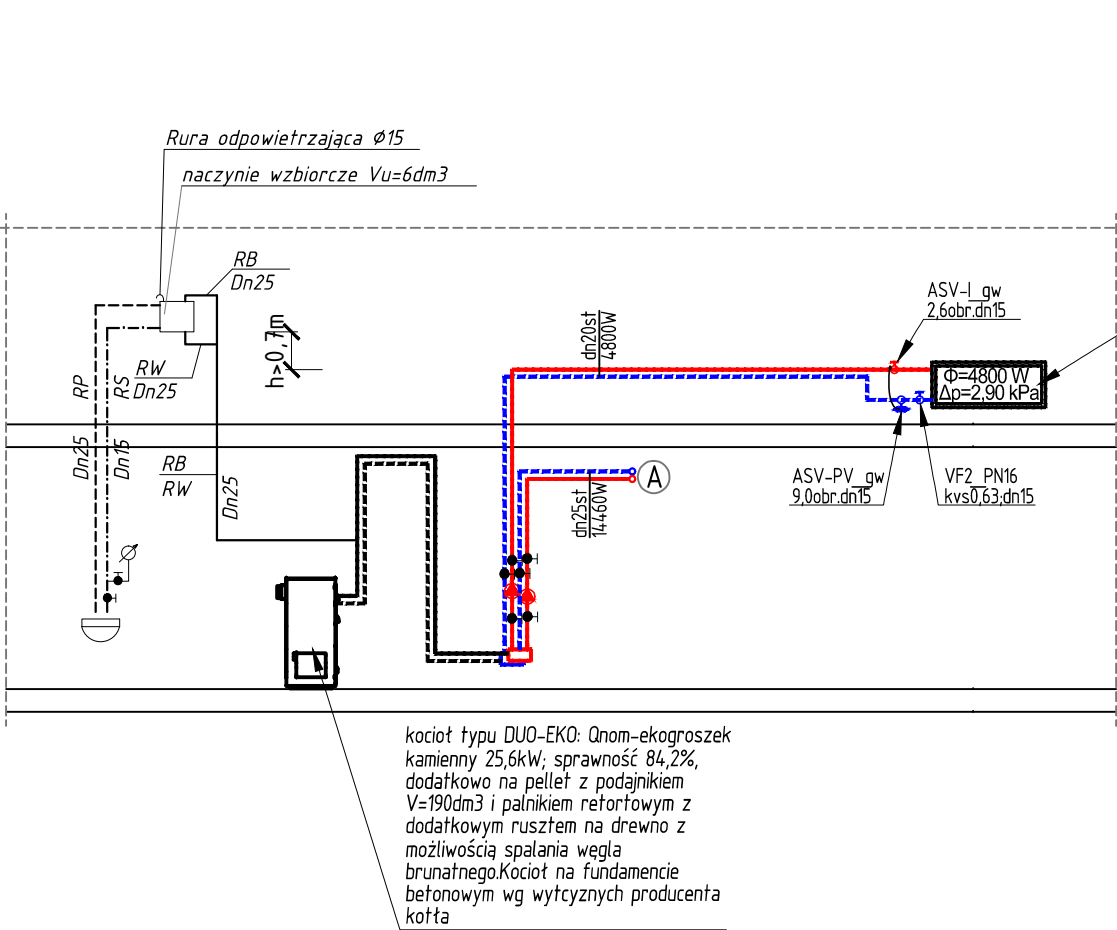 Rura odpowietrzająca Ø15
naczynie wzbiorcze Vu=6dm3
RB
Dn25
RW
Dn25
RP
RS
Dn25
Dn15
RB
RW
Dn25
h>0,7m
dn20st
4800W
ASV-I_gw
2,6obr.dn15
Φ=4800 W
Δp=2,90 kPa
ASV-PV_gw
9,0obr.dn15
VF2_PN16
kvs0,63;dn15
A
dn25st
14460W
kocioł typu DUO-EKO: Qnom-ekogroszek
kamienny 25,6kW; sprawność 84,2%,
dodatkowo na pellet z podajnikiem
V=190dm3 i palnikiem retortowym z
dodatkowym rusztem na drewno z
możliwością spalania węgla
brunatnego.Kocioł na fundamencie
betonowym wg wytcyznych producenta
kotła